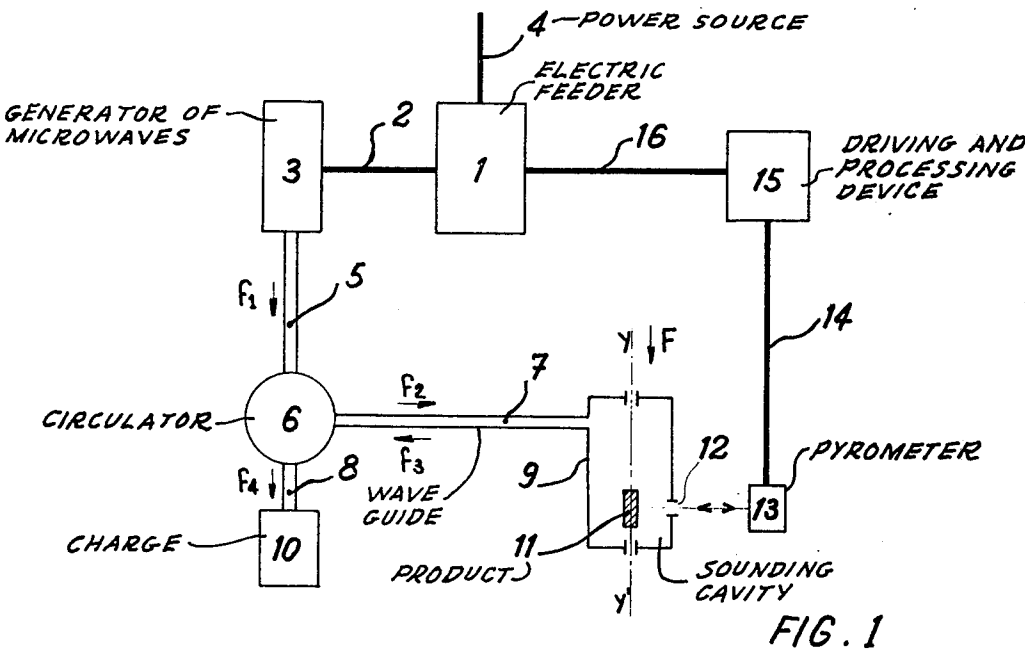 4 POWER SOURCE
ELECTRIC
FEEDER
GENERATOR OF
MICROWAVES
2
16
DRIVING AND
PROCESSING
DEVICE
3
1
15
f1
5
14
Y
F
f2
7
CIRCULATOR
6
12
PYROMETER
f3
9
f4
8
WAVE
GUIDE
13
CHARGE
10
11
PRODUCT
SOUNDING
CAVITY
Y'
FIG. 1